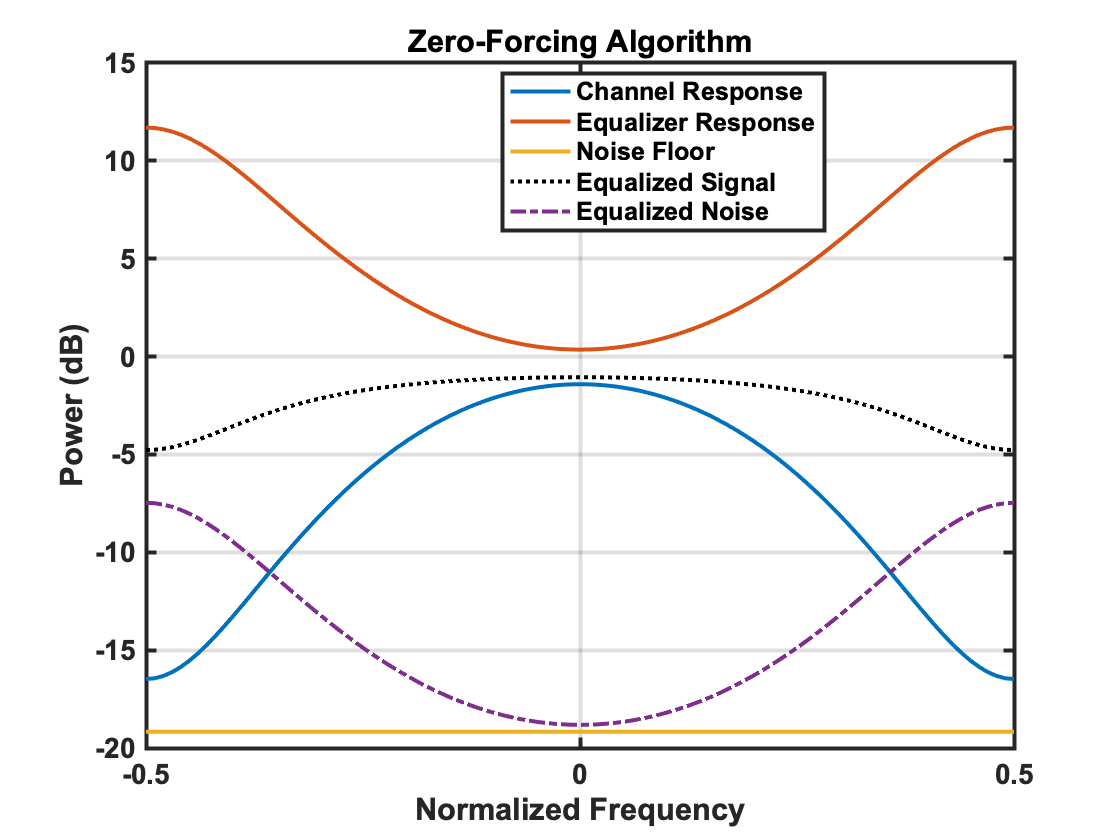 Zero-Forcing Algorithm
Channel Response
Equalizer Response
Noise Floor
Equalized Signal
Equalized Noise
Power (dB)
15
10
5
0
-5
-10
-15
-20
-0.5
0
0.5
Normalized Frequency